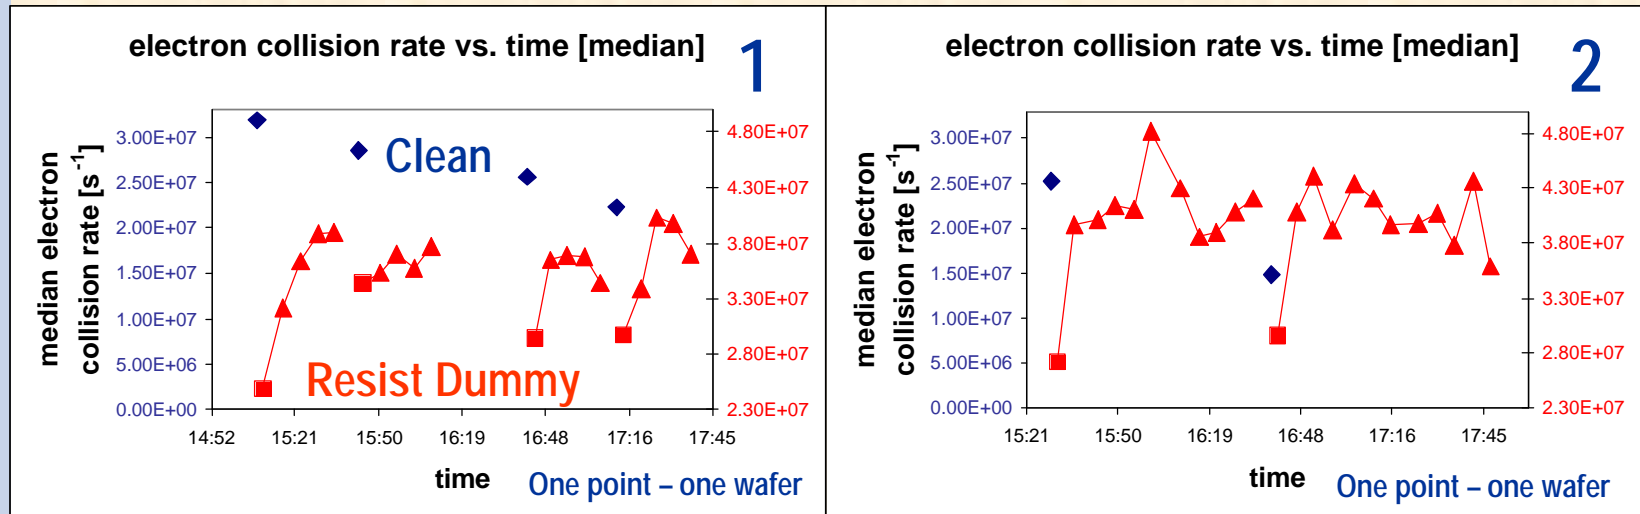 electron collision rate vs. time [median]
1
median electron
collision rate [s⁻¹]
3.00E+07
2.50E+07
2.00E+07
1.50E+07
1.00E+07
5.00E+06
0.00E+00
4.80E+07
4.30E+07
3.80E+07
3.30E+07
2.80E+07
2.30E+07
Clean
Resist Dummy
14:52 15:21 15:50 16:19 16:48 17:16 17:45
time
One point – one wafer
electron collision rate vs. time [median]
2
median electron
collision rate [s⁻¹]
3.00E+07
2.50E+07
2.00E+07
1.50E+07
1.00E+07
5.00E+06
0.00E+00
4.80E+07
4.30E+07
3.80E+07
3.30E+07
2.80E+07
2.30E+07
15:21 15:50 16:19 16:48 17:16 17:45
time
One point – one wafer